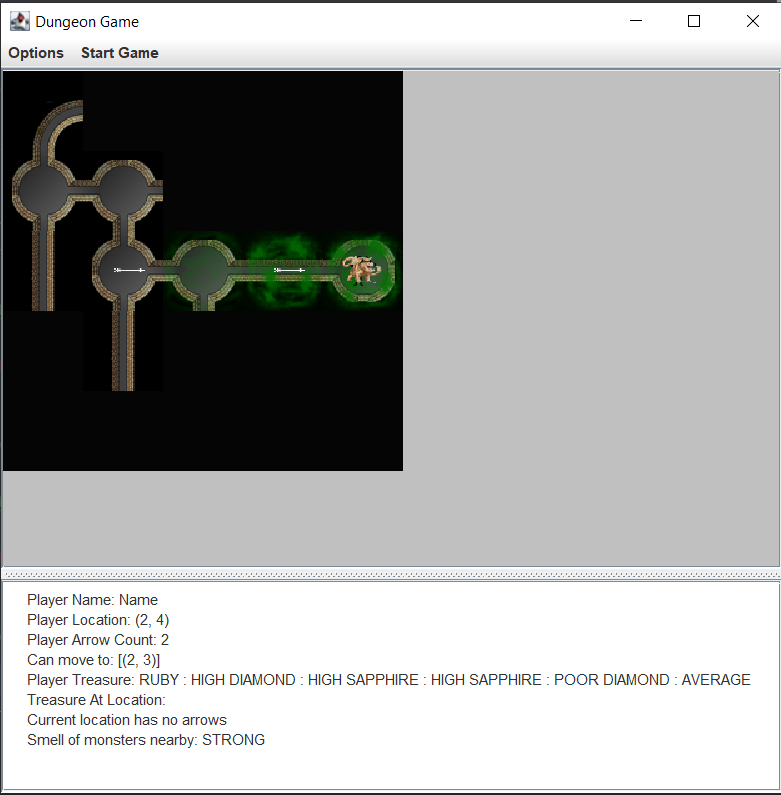 Dungeon Game
Options Start Game
Player Name: Name
Player Location: (2, 4)
Player Arrow Count: 2
Can move to: [(2, 3)]
Player Treasure: RUBY : HIGH DIAMOND : HIGH SAPPHIRE : HIGH SAPPHIRE : POOR DIAMOND : AVERAGE
Treasure At Location:
Current location has no arrows
Smell of monsters nearby: STRONG